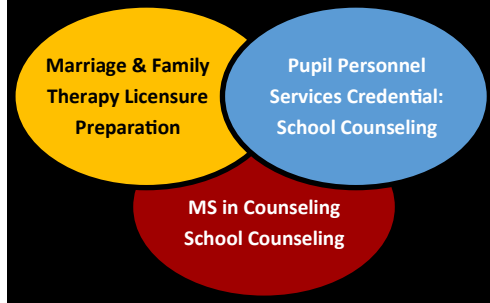 Marriage & Family
Therapy Licensure
Preparation
Pupil Personnel
Services Credential:
School Counseling
MS in Counseling
School Counseling